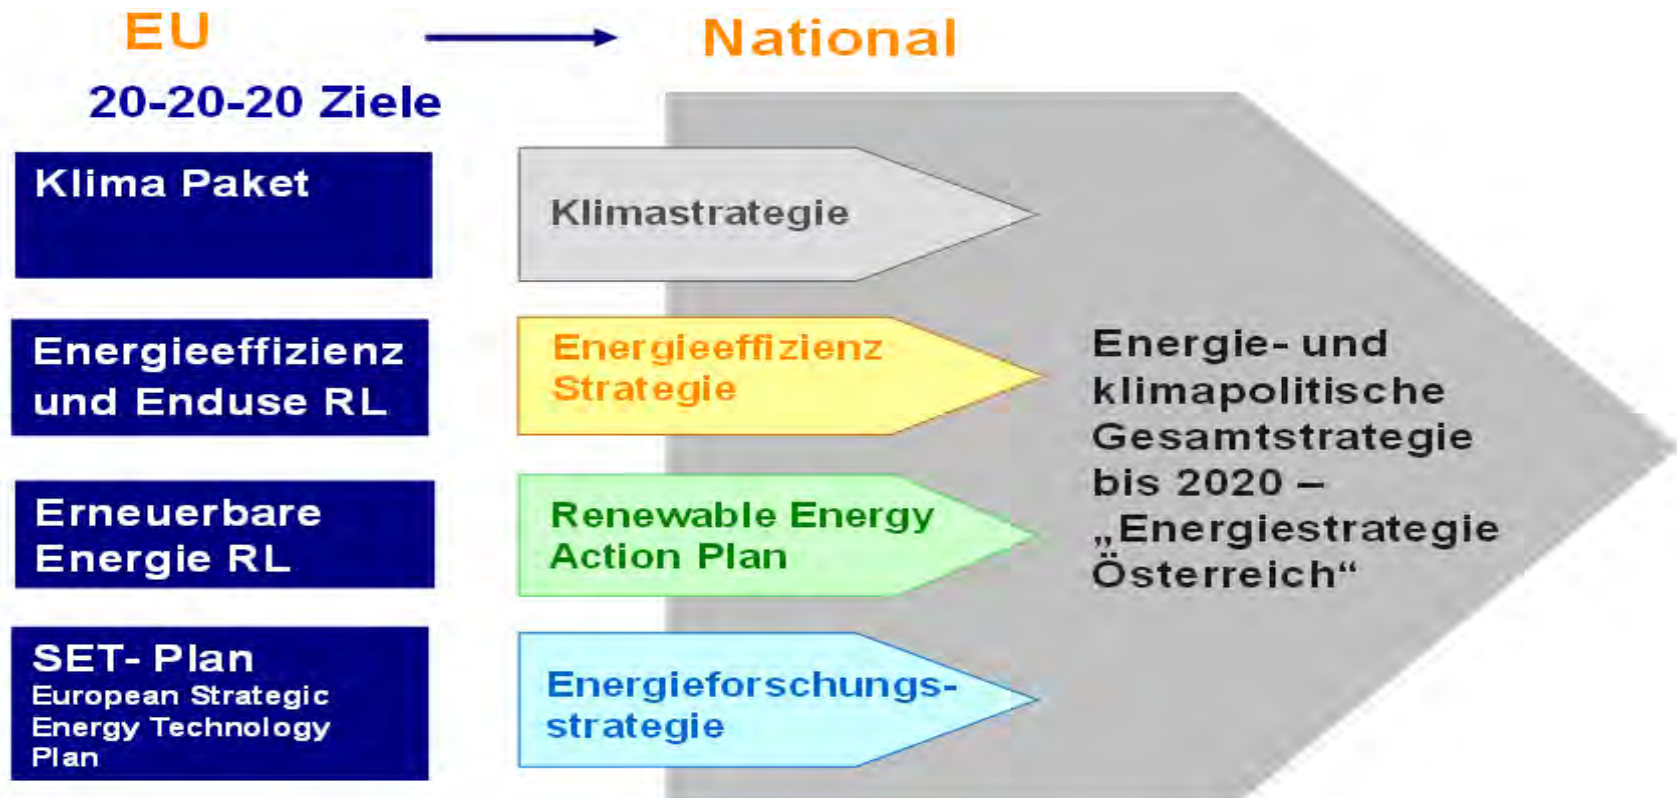 EU
National
20-20-20 Ziele
Klima Paket
Klimastrategie
Energieeffizienz
und Enduse RL
Energieeffizienz
Strategie
Erneuerbare
Energie RL
Renewable Energy
Action Plan
SET- Plan
European Strategic
Energy Technology
Plan
Energieforschungs-
strategie
Energie- und
klimapolitische
Gesamtstrategie
bis 2020 –
„Energiestrategie
Österreich“